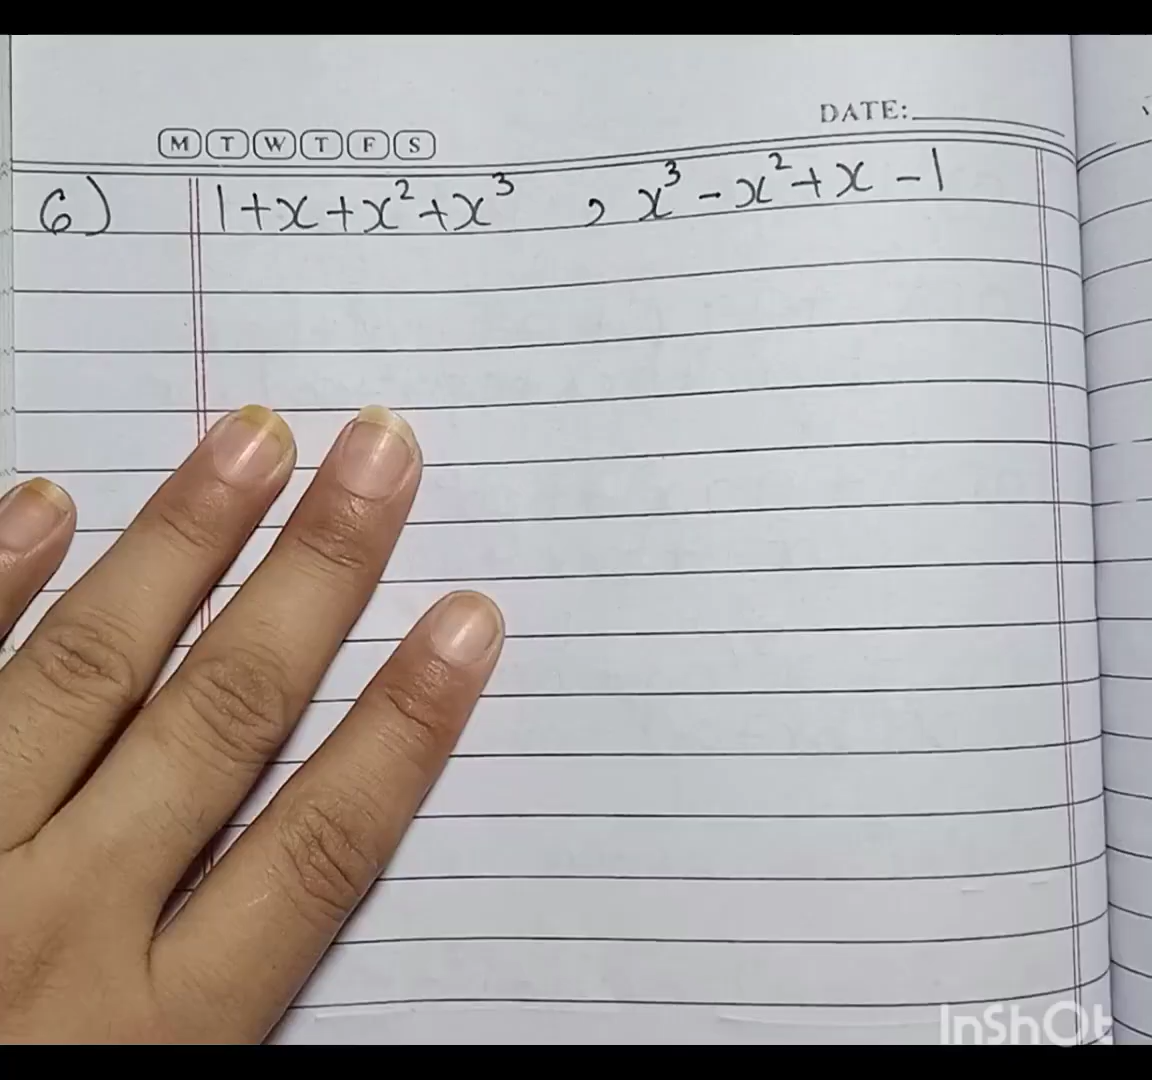 DATE:
M T W T F S
6) 1+x+x²+x³ , x³-x²+x-1
InShOt